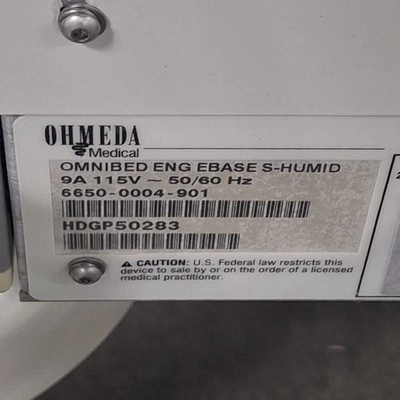 OHMEDA
Medical
OMNIBED ENG EBASE S-HUMID
9A 115V ~ 50/60 Hz
6650-0004-901
HDGP50283
⚠ CAUTION: U.S. Federal law restricts this
device to sale by or on the order of a licensed
medical practitioner.